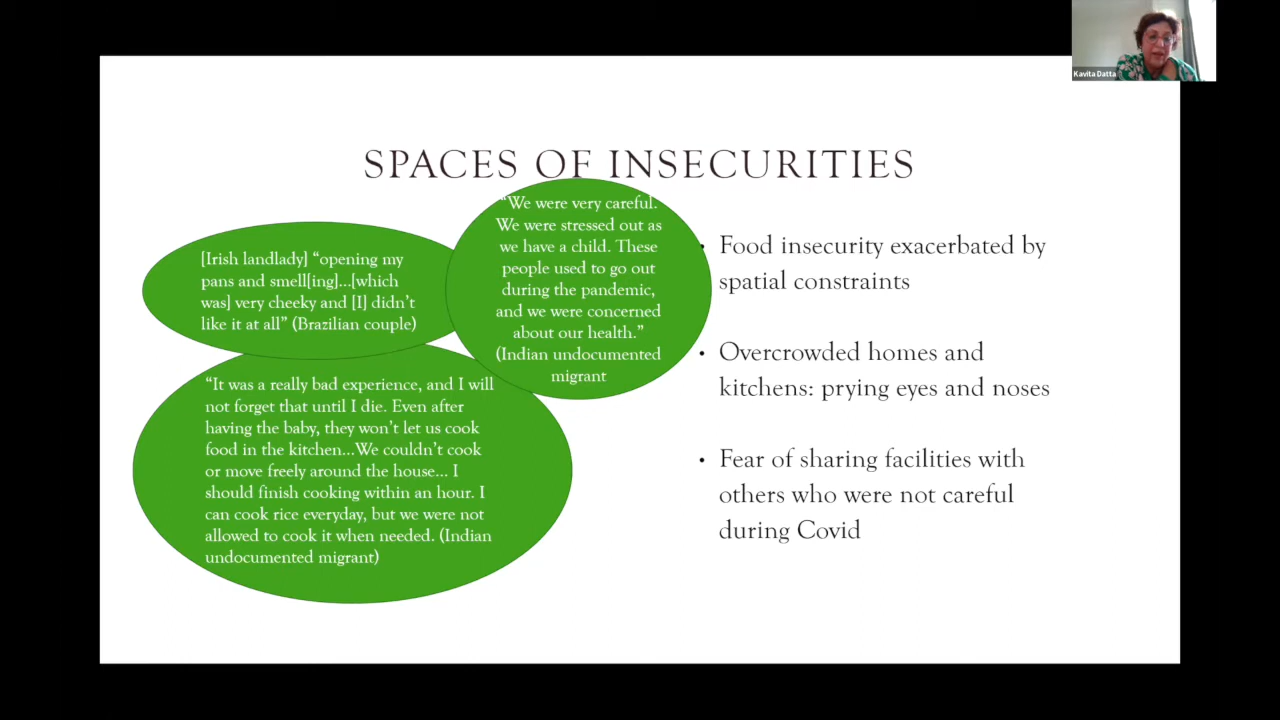 Kavita Datta
SPACES OF INSECURITIES
[Irish landlady] “opening my
pans and smell[ing]...[which
was] very cheeky and [I] didn’t
like it at all” (Brazilian couple)
“We were very careful.
We were stressed out as
we have a child. These
people used to go out
during the pandemic,
and we were concerned
about our health.”
(Indian undocumented
migrant
“It was a really bad experience, and I will
not forget that until I die. Even after
having the baby, they won’t let us cook
food in the kitchen...We couldn’t cook
or move freely around the house... I
should finish cooking within an hour. I
can cook rice everyday, but we were not
allowed to cook it when needed. (Indian
undocumented migrant)
• Food insecurity exacerbated by
spatial constraints
• Overcrowded homes and
kitchens: prying eyes and noses
• Fear of sharing facilities with
others who were not careful
during Covid